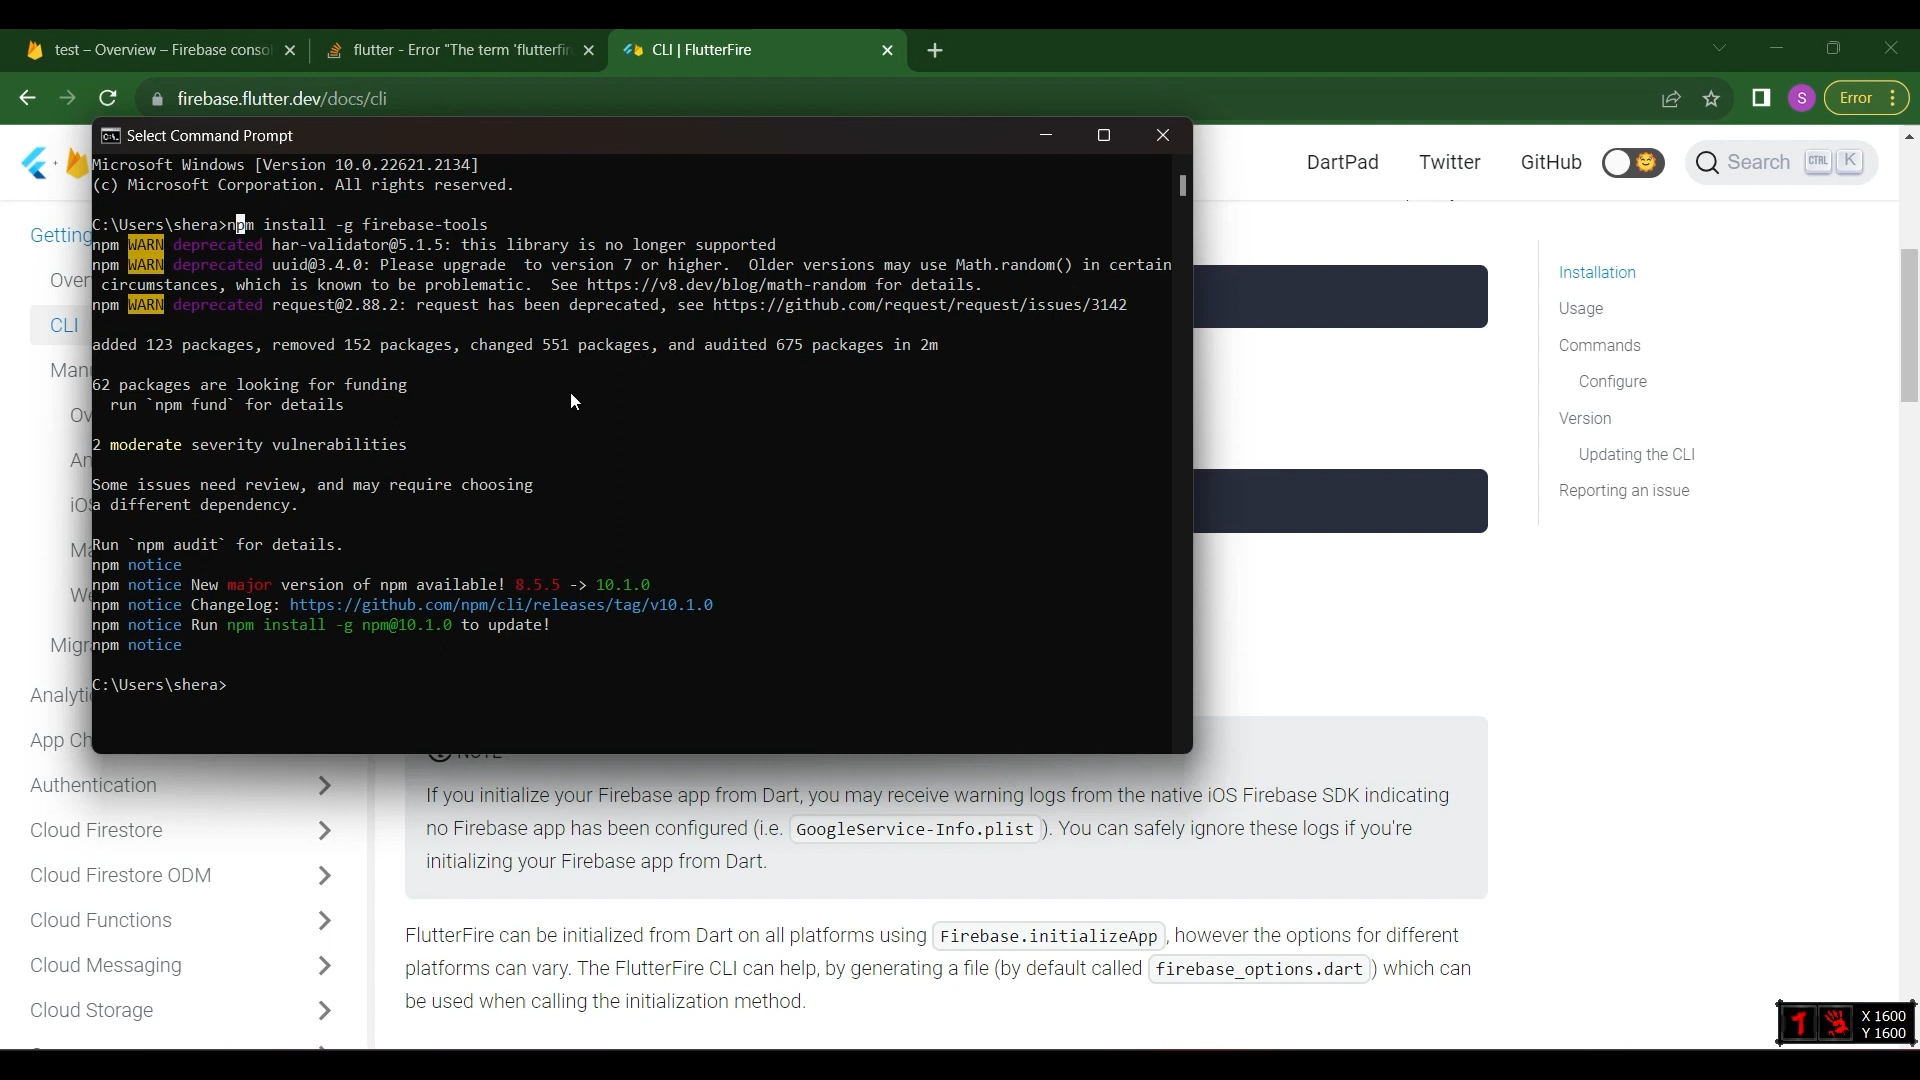 test – Overview – Firebase consol
flutter - Error "The term 'flutterfir
CLI | FlutterFire
firebase.flutter.dev/docs/cli
S
Error
Select Command Prompt
DartPad
Twitter
GitHub
Search
CTRL
K
Microsoft Windows [Version 10.0.22621.2134]
(c) Microsoft Corporation. All rights reserved.
C:\Users\shera>npm install -g firebase-tools
npm WARN deprecated har-validator@5.1.5: this library is no longer supported
npm WARN deprecated uuid@3.4.0: Please upgrade  to version 7 or higher.  Older versions may use Math.random() in certain
circumstances, which is known to be problematic.  See https://v8.dev/blog/math-random for details.
npm WARN deprecated request@2.88.2: request has been deprecated, see https://github.com/request/request/issues/3142
added 123 packages, removed 152 packages, changed 551 packages, and audited 675 packages in 2m
62 packages are looking for funding
run `npm fund` for details
2 moderate severity vulnerabilities
Some issues need review, and may require choosing
a different dependency.
Run `npm audit` for details.
npm notice
npm notice New major version of npm available! 8.5.5 -> 10.1.0
npm notice Changelog: https://github.com/npm/cli/releases/tag/v10.1.0
npm notice Run npm install -g npm@10.1.0 to update!
npm notice
C:\Users\shera>
Getting
Over
CLI
Manu
Ov
An
iOS
Ma
We
Migr
Analyti
App Ch
Authentication
Cloud Firestore
Cloud Firestore ODM
Cloud Functions
Cloud Messaging
Cloud Storage
Installation
Usage
Commands
Configure
Version
Updating the CLI
Reporting an issue
NOTE
If you initialize your Firebase app from Dart, you may receive warning logs from the native iOS Firebase SDK indicating
no Firebase app has been configured (i.e. GoogleService-Info.plist ). You can safely ignore these logs if you're
initializing your Firebase app from Dart.
FlutterFire can be initialized from Dart on all platforms using Firebase.initializeApp , however the options for different
platforms can vary. The FlutterFire CLI can help, by generating a file (by default called firebase_options.dart ) which can
be used when calling the initialization method.
X 1600
Y 1600